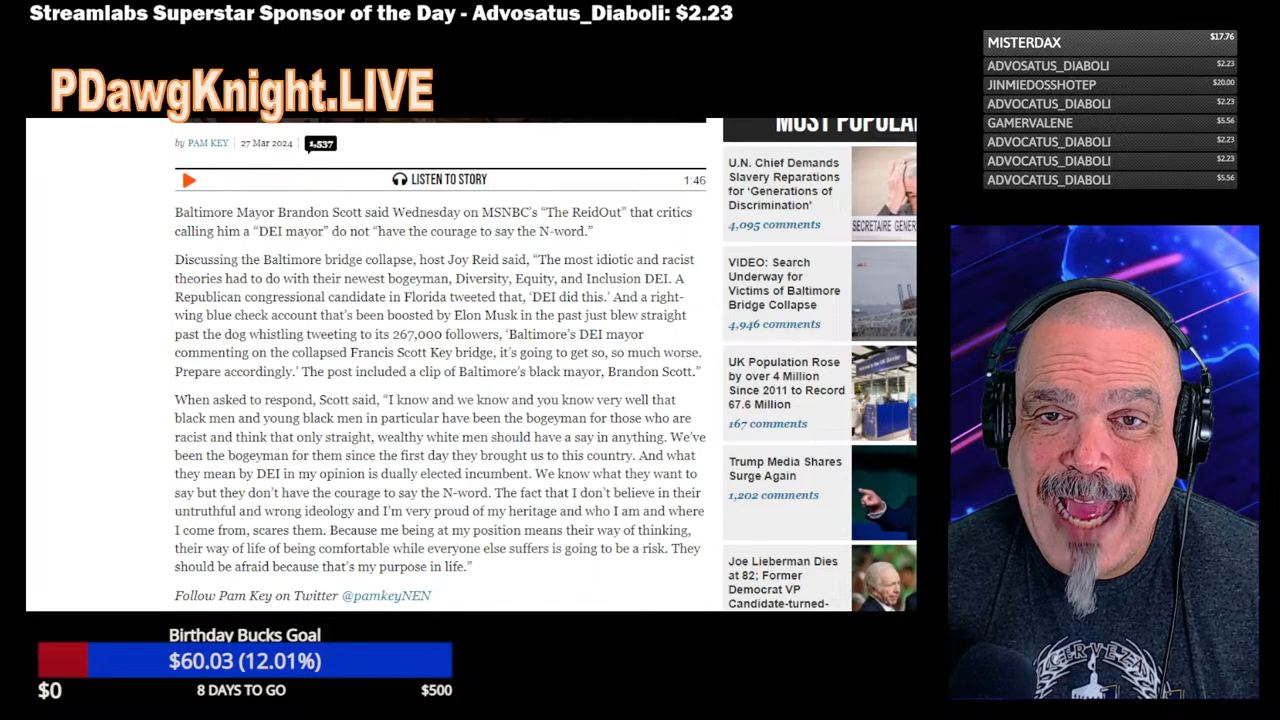 Streamlabs Superstar Sponsor of the Day - Advosatus_Diaboli: $2.23
PDawgKnight.LIVE
by PAM KEY | 27 Mar 2024 | 1,537
LISTEN TO STORY 1:46
Baltimore Mayor Brandon Scott said Wednesday on MSNBC's “The ReidOut” that critics
calling him a “DEI mayor” do not “have the courage to say the N-word.”
Discussing the Baltimore bridge collapse, host Joy Reid said, “The most idiotic and racist
theories had to do with their newest bogeyman, Diversity, Equity, and Inclusion DEI. A
Republican congressional candidate in Florida tweeted that, ‘DEI did this.’ And a right-
wing blue check account that's been boosted by Elon Musk in the past just blew straight
past the dog whistling tweeting to its 267,000 followers, ‘Baltimore's DEI mayor
commenting on the collapsed Francis Scott Key bridge, it's going to get so, so much worse.
Prepare accordingly.’ The post included a clip of Baltimore's black mayor, Brandon Scott.”
When asked to respond, Scott said, “I know and we know and you know very well that
black men and young black men in particular have been the bogeyman for those who are
racist and think that only straight, wealthy white men should have a say in anything. We've
been the bogeyman for them since the first day they brought us to this country. And what
they mean by DEI in my opinion is dually elected incumbent. We know what they want to
say but they don't have the courage to say the N-word. The fact that I don't believe in their
untruthful and wrong ideology and I'm very proud of my heritage and who I am and where
I come from, scares them. Because me being at my position means their way of thinking,
their way of life of being comfortable while everyone else suffers is going to be a risk. They
should be afraid because that's my purpose in life.”
Follow Pam Key on Twitter @pamkeyNEN
MOST POPULA
U.N. Chief Demands
Slavery Reparations
for ‘Generations of
Discrimination’
4,095 comments
SECRETAIRE GENER
VIDEO: Search
Underway for
Victims of Baltimore
Bridge Collapse
4,946 comments
UK Population Rose
by over 4 Million
Since 2011 to Record
67.6 Million
167 comments
Trump Media Shares
Surge Again
1,202 comments
Joe Lieberman Dies
at 82; Former
Democrat VP
Candidate-turned-
MISTERDAX $17.76
ADVOSATUS_DIABOLI $2.23
JINMIEDOSSHOTEP $20.00
ADVOCATUS_DIABOLI $2.23
GAMERVALENE $5.56
ADVOCATUS_DIABOLI $2.23
ADVOCATUS_DIABOLI $2.23
ADVOCATUS_DIABOLI $5.56
CERVEZA
Birthday Bucks Goal
$60.03 (12.01%)
$0 8 DAYS TO GO $500